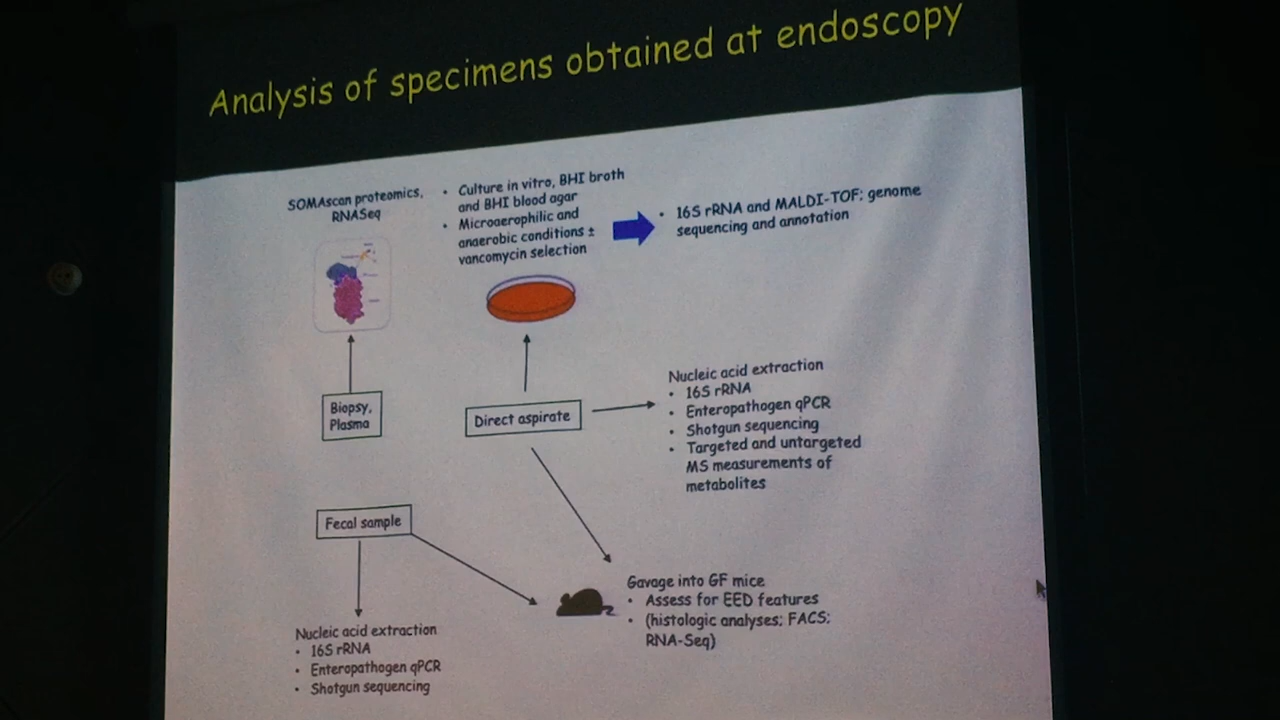 Analysis of specimens obtained at endoscopy
SOMAscan proteomics,
RNASeq
• Culture in vitro, BHI broth
and BHI blood agar
• Microaerophilic and
anaerobic conditions ±
vancomycin selection
• 16S rRNA and MALDI-TOF; genome
sequencing and annotation
Biopsy,
Plasma
Direct aspirate
Nucleic acid extraction
• 16S rRNA
• Enteropathogen qPCR
• Shotgun sequencing
• Targeted and untargeted
MS measurements of
metabolites
Fecal sample
Nucleic acid extraction
• 16S rRNA
• Enteropathogen qPCR
• Shotgun sequencing
Gavage into GF mice
• Assess for EED features
• (histologic analyses; FACS;
RNA-Seq)